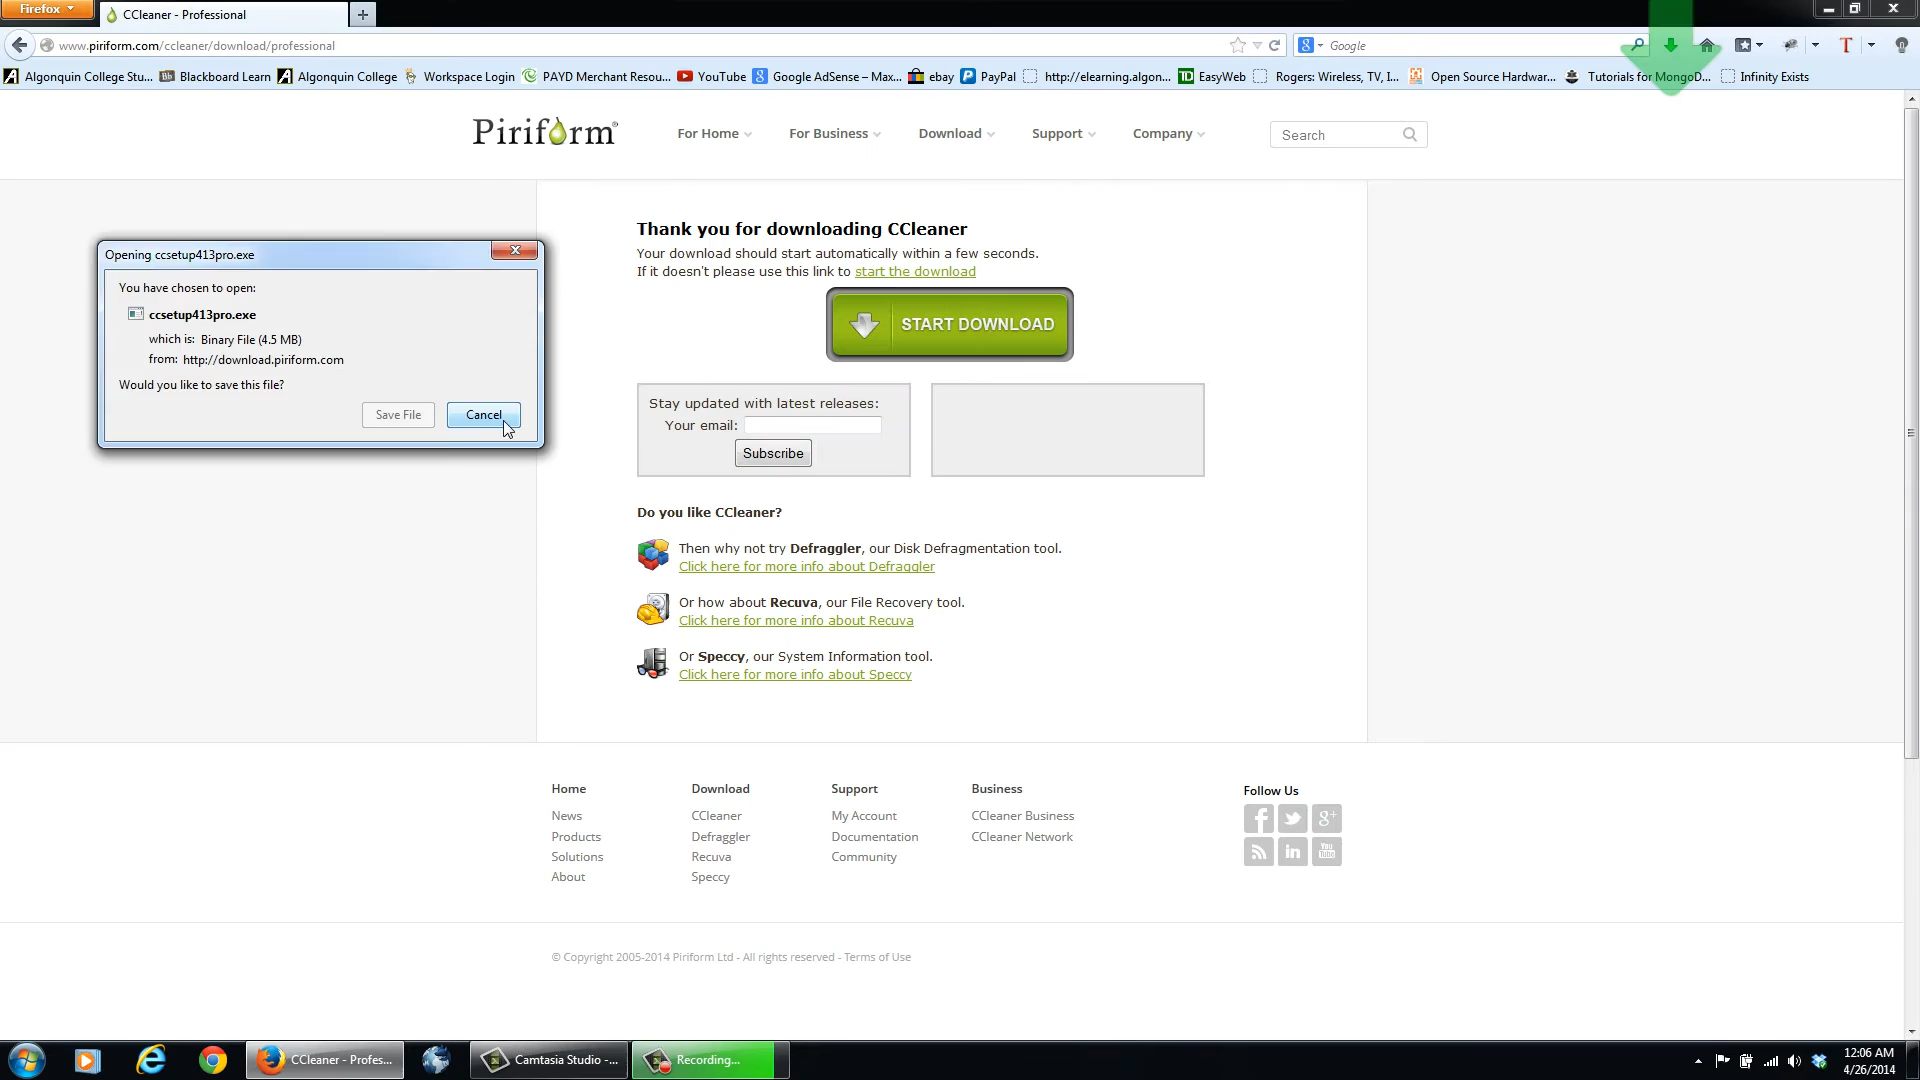 Firefox
CCleaner - Professional
www.piriform.com/ccleaner/download/professional
Google
Algonquin College Stu... Blackboard Learn Algonquin College Workspace Login PAYD Merchant Resou... YouTube Google AdSense – Max... ebay PayPal http://elearning.algon... EasyWeb Rogers: Wireless, TV, I... Open Source Hardwar... Tutorials for MongoD... Infinity Exists
Piriform®
For Home For Business Download Support Company
Search
Thank you for downloading CCleaner
Your download should start automatically within a few seconds.
If it doesn't please use this link to start the download
START DOWNLOAD
Opening ccsetup413pro.exe
You have chosen to open:
ccsetup413pro.exe
which is: Binary File (4.5 MB)
from: http://download.piriform.com
Would you like to save this file?
Save File Cancel
Stay updated with latest releases:
Your email:
Subscribe
Do you like CCleaner?
Then why not try Defraggler, our Disk Defragmentation tool.
Click here for more info about Defraggler
Or how about Recuva, our File Recovery tool.
Click here for more info about Recuva
Or Speccy, our System Information tool.
Click here for more info about Speccy
Home Download Support Business Follow Us
News CCleaner My Account CCleaner Business
Products Defraggler Documentation CCleaner Network
Solutions Recuva Community
About Speccy
© Copyright 2005-2014 Piriform Ltd - All rights reserved - Terms of Use
CCleaner - Profes... Camtasia Studio -... Recording...
12:06 AM
4/26/2014